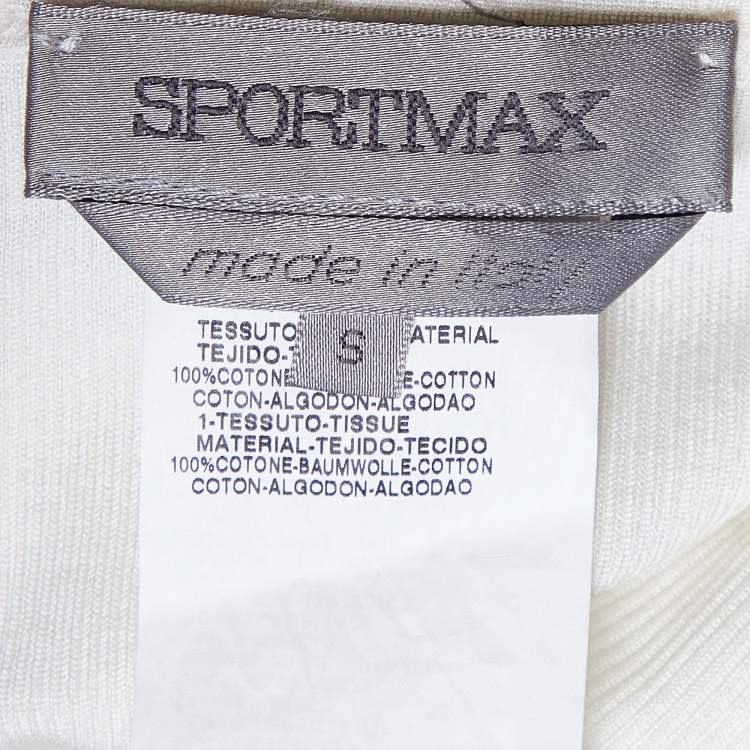 SPORTMAX
made in Italy
S
TESSUTO ATERIAL
TEJIDO-
100%COTONE E-COTTON
COTON-ALGODON-ALGODAO
1-TESSUTO-TISSUE
MATERIAL-TEJIDO-TECIDO
100%COTONE-BAUMWOLLE-COTTON
COTON-ALGODON-ALGODAO